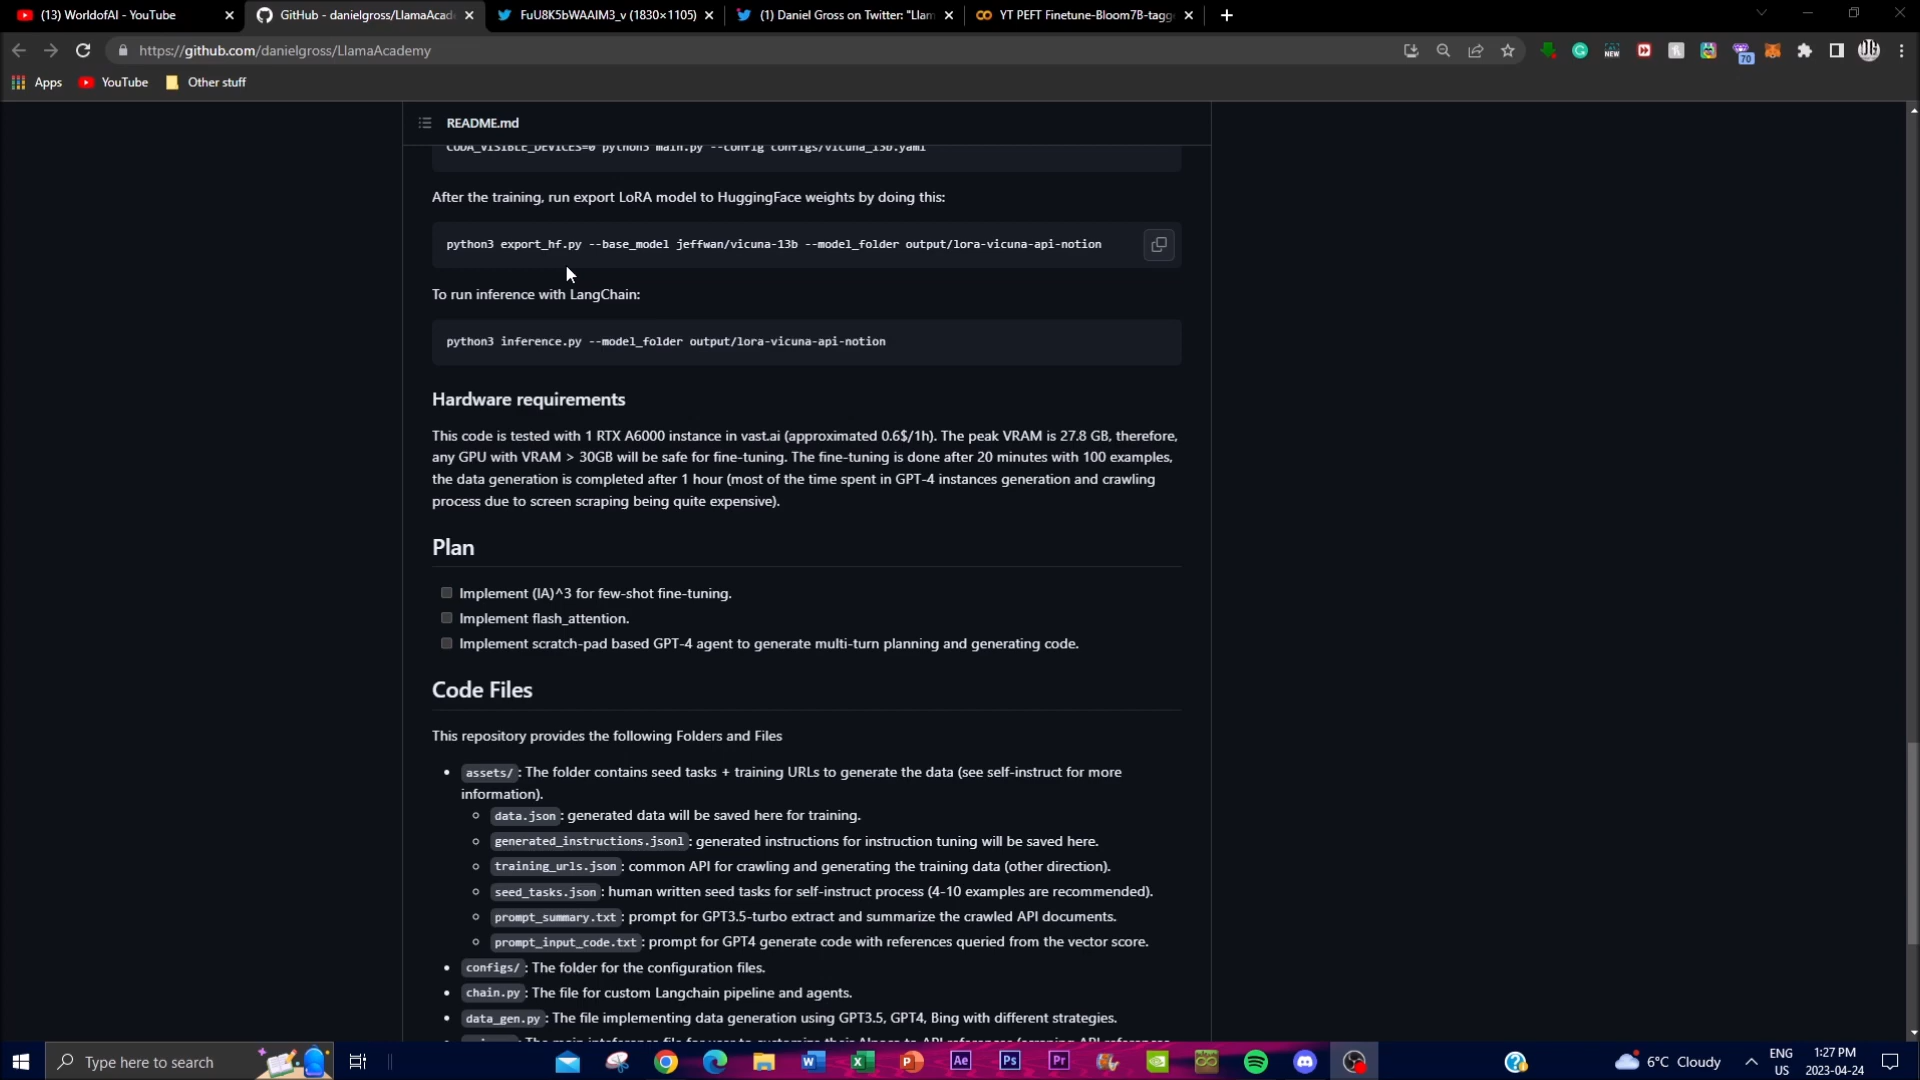 (13) WorldofAI - YouTube
GitHub - danielgross/LlamaAcade
FuU8K5bWAAIM3_v (1830×1105)
(1) Daniel Gross on Twitter: "Llam
YT PEFT Finetune-Bloom7B-tagg
https://github.com/danielgross/LlamaAcademy
NEW
70
Apps
YouTube
Other stuff
README.md
CUDA_VISIBLE_DEVICES=0 python3 main.py --config configs/vicuna_13b.yaml
After the training, run export LoRA model to HuggingFace weights by doing this:
python3 export_hf.py --base_model jeffwan/vicuna-13b --model_folder output/lora-vicuna-api-notion
To run inference with LangChain:
python3 inference.py --model_folder output/lora-vicuna-api-notion
Hardware requirements
This code is tested with 1 RTX A6000 instance in vast.ai (approximated 0.6$/1h). The peak VRAM is 27.8 GB, therefore,
any GPU with VRAM > 30GB will be safe for fine-tuning. The fine-tuning is done after 20 minutes with 100 examples,
the data generation is completed after 1 hour (most of the time spent in GPT-4 instances generation and crawling
process due to screen scraping being quite expensive).
Plan
Implement (IA)^3 for few-shot fine-tuning.
Implement flash_attention.
Implement scratch-pad based GPT-4 agent to generate multi-turn planning and generating code.
Code Files
This repository provides the following Folders and Files
assets/ : The folder contains seed tasks + training URLs to generate the data (see self-instruct for more
information).
data.json : generated data will be saved here for training.
generated_instructions.jsonl : generated instructions for instruction tuning will be saved here.
training_urls.json : common API for crawling and generating the training data (other direction).
seed_tasks.json : human written seed tasks for self-instruct process (4-10 examples are recommended).
prompt_summary.txt : prompt for GPT3.5-turbo extract and summarize the crawled API documents.
prompt_input_code.txt : prompt for GPT4 generate code with references queried from the vector score.
configs/ : The folder for the configuration files.
chain.py : The file for custom Langchain pipeline and agents.
data_gen.py : The file implementing data generation using GPT3.5, GPT4, Bing with different strategies.
Type here to search
Ae
Ps
Pr
6°C Cloudy
ENG
US
1:27 PM
2023-04-24